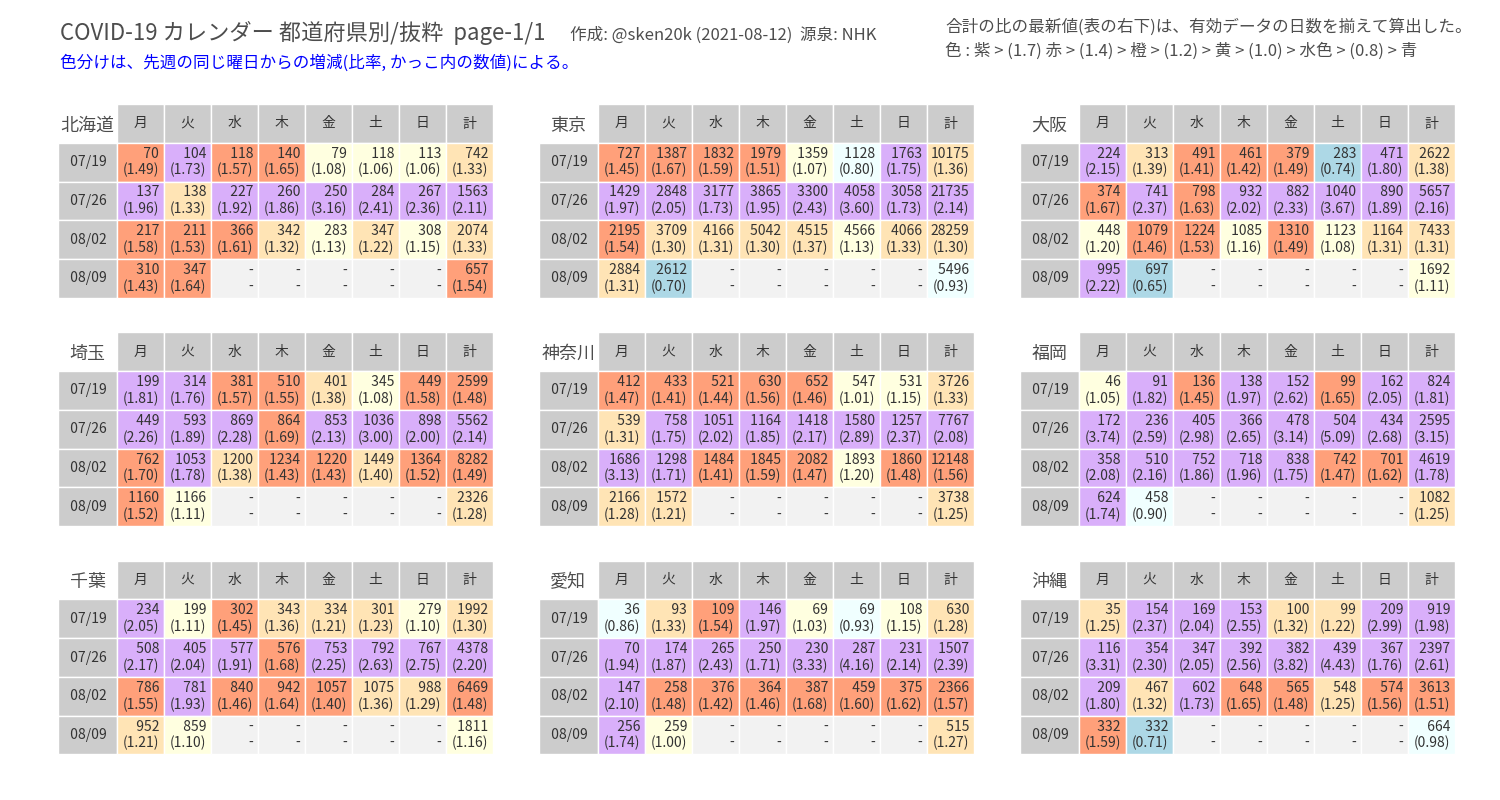 COVID-19 カレンダー 都道府県別/抜粋 page-1/1 作成: @sken20k (2021-08-12) 源泉: NHK
合計の比の最新値(表の右下)は、有効データの日数を揃えて算出した。
色分けは、先週の同じ曜日からの増減(比率, かっこ内の数値)による。
色 : 紫 > (1.7) 赤 > (1.4) > 橙 > (1.2) > 黄 > (1.0) > 水色 > (0.8) > 青
北海道 月 火 水 木 金 土 日 計
07/19 70 104 118 140 79 118 113 742
(1.49) (1.73) (1.57) (1.65) (1.08) (1.06) (1.06) (1.33)
07/26 137 138 227 260 250 284 267 1563
(1.96) (1.33) (1.92) (1.86) (3.16) (2.41) (2.36) (2.11)
08/02 217 211 366 342 283 347 308 2074
(1.58) (1.53) (1.61) (1.32) (1.13) (1.22) (1.15) (1.33)
08/09 310 347 - - - - - 657
(1.43) (1.64) - - - - - (1.54)
東京 月 火 水 木 金 土 日 計
07/19 727 1387 1832 1979 1359 1128 1763 10175
(1.45) (1.67) (1.59) (1.51) (1.07) (0.80) (1.75) (1.36)
07/26 1429 2848 3177 3865 3300 4058 3058 21735
(1.97) (2.05) (1.73) (1.95) (2.43) (3.60) (1.73) (2.14)
08/02 2195 3709 4166 5042 4515 4566 4066 28259
(1.54) (1.30) (1.31) (1.30) (1.37) (1.13) (1.33) (1.30)
08/09 2884 2612 - - - - - 5496
(1.31) (0.70) - - - - - (0.93)
大阪 月 火 水 木 金 土 日 計
07/19 224 313 491 461 379 283 471 2622
(2.15) (1.39) (1.41) (1.42) (1.49) (0.74) (1.80) (1.38)
07/26 374 741 798 932 882 1040 890 5657
(1.67) (2.37) (1.63) (2.02) (2.33) (3.67) (1.89) (2.16)
08/02 448 1079 1224 1085 1310 1123 1164 7433
(1.20) (1.46) (1.53) (1.16) (1.49) (1.08) (1.31) (1.31)
08/09 995 697 - - - - - 1692
(2.22) (0.65) - - - - - (1.11)
埼玉 月 火 水 木 金 土 日 計
07/19 199 314 381 510 401 345 449 2599
(1.81) (1.76) (1.57) (1.55) (1.38) (1.08) (1.58) (1.48)
07/26 449 593 869 864 853 1036 898 5562
(2.26) (1.89) (2.28) (1.69) (2.13) (3.00) (2.00) (2.14)
08/02 762 1053 1200 1234 1220 1449 1364 8282
(1.70) (1.78) (1.38) (1.43) (1.43) (1.40) (1.52) (1.49)
08/09 1160 1166 - - - - - 2326
(1.52) (1.11) - - - - - (1.28)
神奈川 月 火 水 木 金 土 日 計
07/19 412 433 521 630 652 547 531 3726
(1.47) (1.41) (1.44) (1.56) (1.46) (1.01) (1.15) (1.33)
07/26 539 758 1051 1164 1418 1580 1257 7767
(1.31) (1.75) (2.02) (1.85) (2.17) (2.89) (2.37) (2.08)
08/02 1686 1298 1484 1845 2082 1893 1860 12148
(3.13) (1.71) (1.41) (1.59) (1.47) (1.20) (1.48) (1.56)
08/09 2166 1572 - - - - - 3738
(1.28) (1.21) - - - - - (1.25)
福岡 月 火 水 木 金 土 日 計
07/19 46 91 136 138 152 99 162 824
(1.05) (1.82) (1.45) (1.97) (2.62) (1.65) (2.05) (1.81)
07/26 172 236 405 366 478 504 434 2595
(3.74) (2.59) (2.98) (2.65) (3.14) (5.09) (2.68) (3.15)
08/02 358 510 752 718 838 742 701 4619
(2.08) (2.16) (1.86) (1.96) (1.75) (1.47) (1.62) (1.78)
08/09 624 458 - - - - - 1082
(1.74) (0.90) - - - - - (1.25)
千葉 月 火 水 木 金 土 日 計
07/19 234 199 302 343 334 301 279 1992
(2.05) (1.11) (1.45) (1.36) (1.21) (1.23) (1.10) (1.30)
07/26 508 405 577 576 753 792 767 4378
(2.17) (2.04) (1.91) (1.68) (2.25) (2.63) (2.75) (2.20)
08/02 786 781 840 942 1057 1075 988 6469
(1.55) (1.93) (1.46) (1.64) (1.40) (1.36) (1.29) (1.48)
08/09 952 859 - - - - - 1811
(1.21) (1.10) - - - - - (1.16)
愛知 月 火 水 木 金 土 日 計
07/19 36 93 109 146 69 69 108 630
(0.86) (1.33) (1.54) (1.97) (1.03) (0.93) (1.15) (1.28)
07/26 70 174 265 250 230 287 231 1507
(1.94) (1.87) (2.43) (1.71) (3.33) (4.16) (2.14) (2.39)
08/02 147 258 376 364 387 459 375 2366
(2.10) (1.48) (1.42) (1.46) (1.68) (1.60) (1.62) (1.57)
08/09 256 259 - - - - - 515
(1.74) (1.00) - - - - - (1.27)
沖縄 月 火 水 木 金 土 日 計
07/19 35 154 169 153 100 99 209 919
(1.25) (2.37) (2.04) (2.55) (1.32) (1.22) (2.99) (1.98)
07/26 116 354 347 392 382 439 367 2397
(3.31) (2.30) (2.05) (2.56) (3.82) (4.43) (1.76) (2.61)
08/02 209 467 602 648 565 548 574 3613
(1.80) (1.32) (1.73) (1.65) (1.48) (1.25) (1.56) (1.51)
08/09 332 332 - - - - - 664
(1.59) (0.71) - - - - - (0.98)